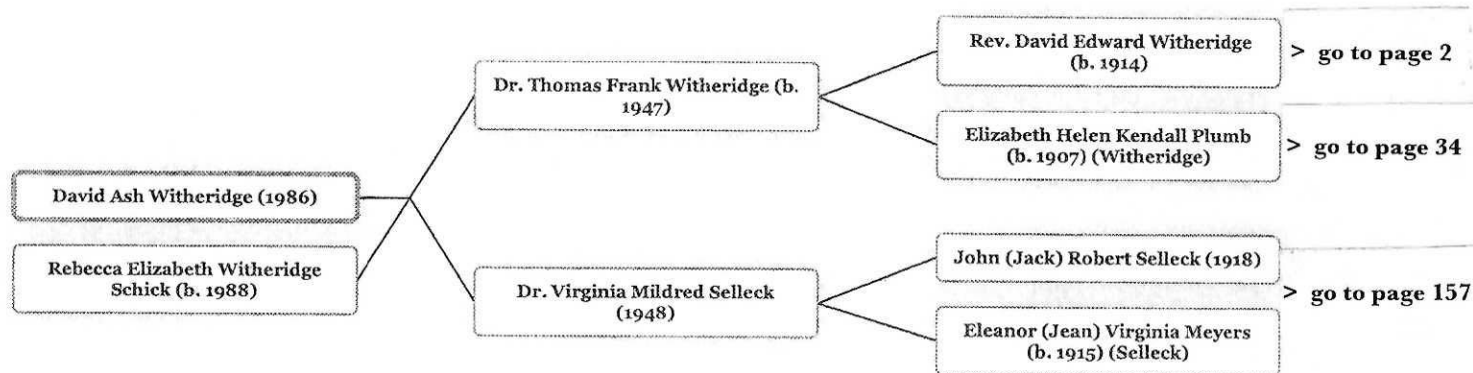 David Ash Witheridge (1986)
Rebecca Elizabeth Witheridge
Schick (b. 1988)
Dr. Thomas Frank Witheridge (b.
1947)
Dr. Virginia Mildred Selleck
(1948)
Rev. David Edward Witheridge
(b. 1914)
> go to page 2
Elizabeth Helen Kendall Plumb
(b. 1907) (Witheridge)
> go to page 34
John (Jack) Robert Selleck (1918)
Eleanor (Jean) Virginia Meyers
(b. 1915) (Selleck)
> go to page 157